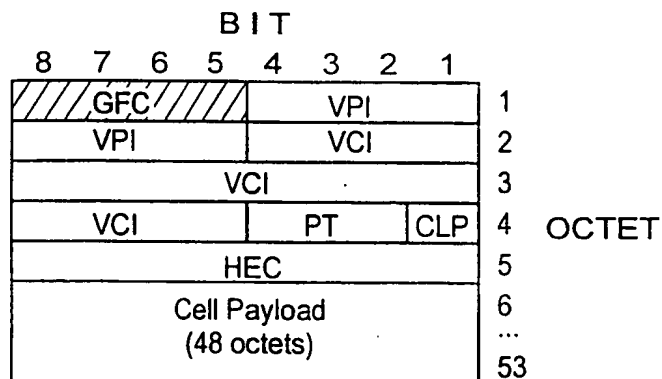 BIT
8 7 6 5 4 3 2 1
GFC VPI 1
VPI VCI 2
VCI 3
VCI PT CLP 4 OCTET
HEC 5
Cell Payload 6
(48 octets) ...
53